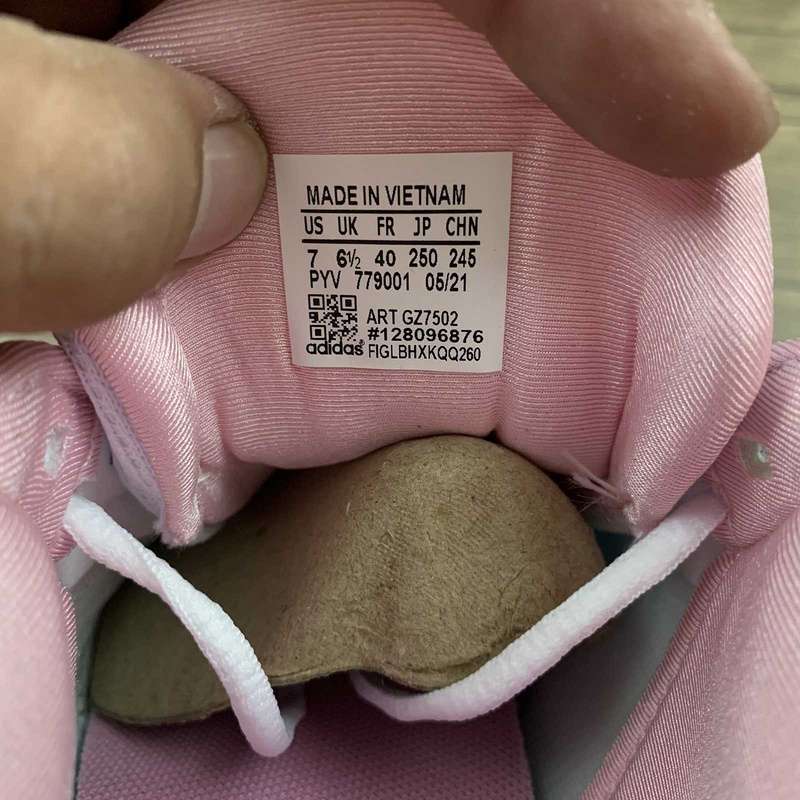 MADE IN VIETNAM
US UK FR JP CHN
7 6½ 40 250 245
PYV 779001 05/21
ART GZ7502
#128096876
adidas FIGLBHXKQQ260